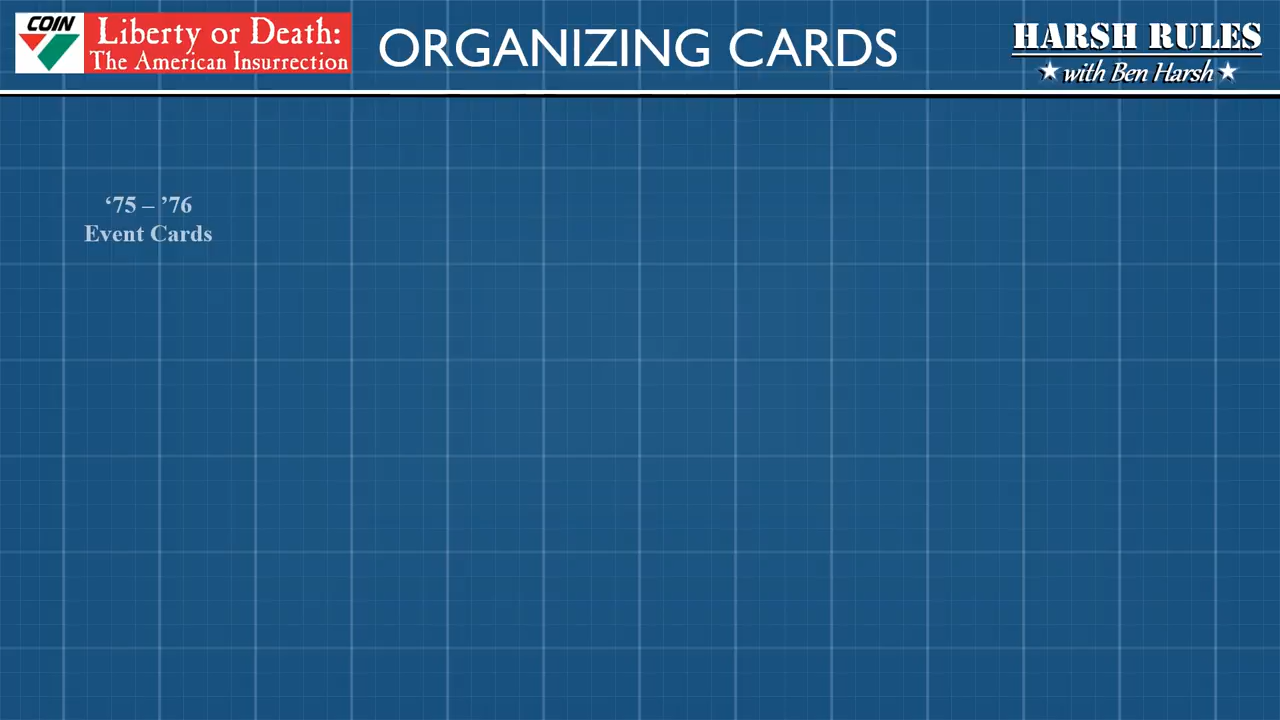 COIN
Liberty or Death:
The American Insurrection
ORGANIZING CARDS
HARSH RULES
with Ben Harsh
‘75 – ’76
Event Cards